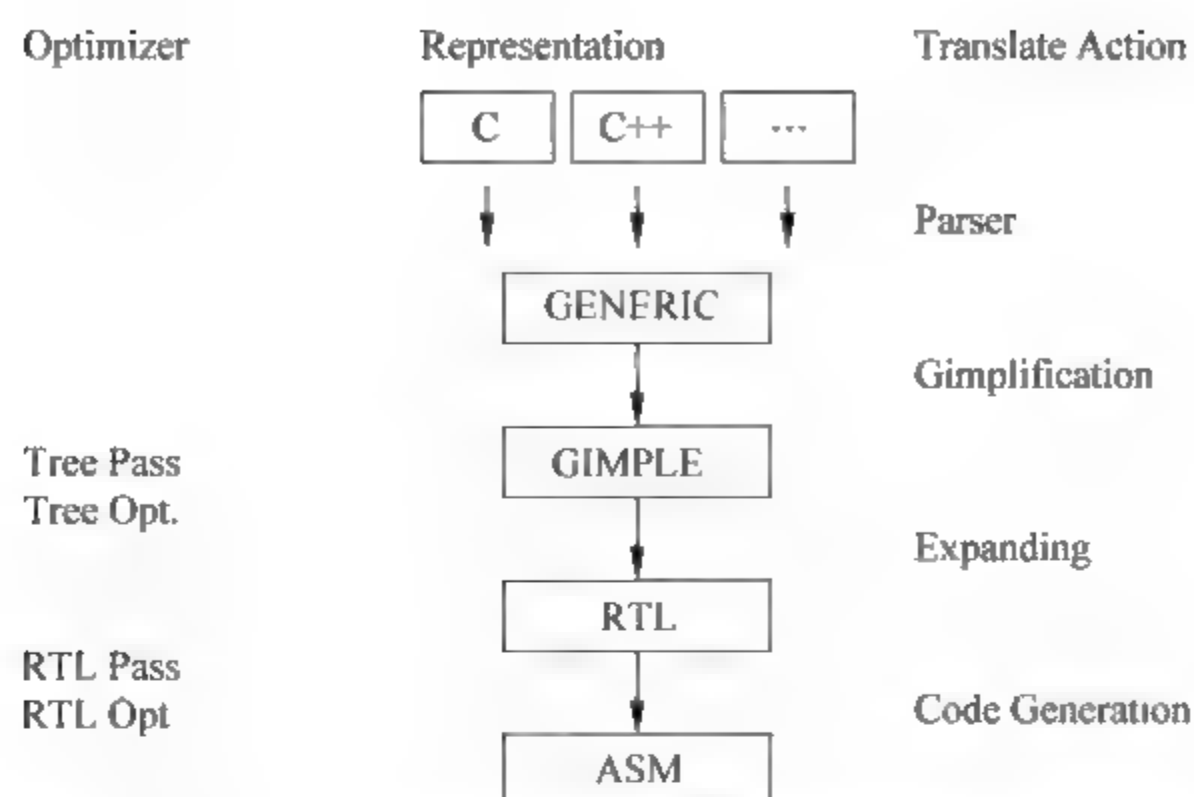 Optimizer Representation Translate Action
C C++ ...
Parser
GENERIC
Gimplification
Tree Pass GIMPLE
Tree Opt.
Expanding
RTL
RTL Pass
RTL Opt Code Generation
ASM